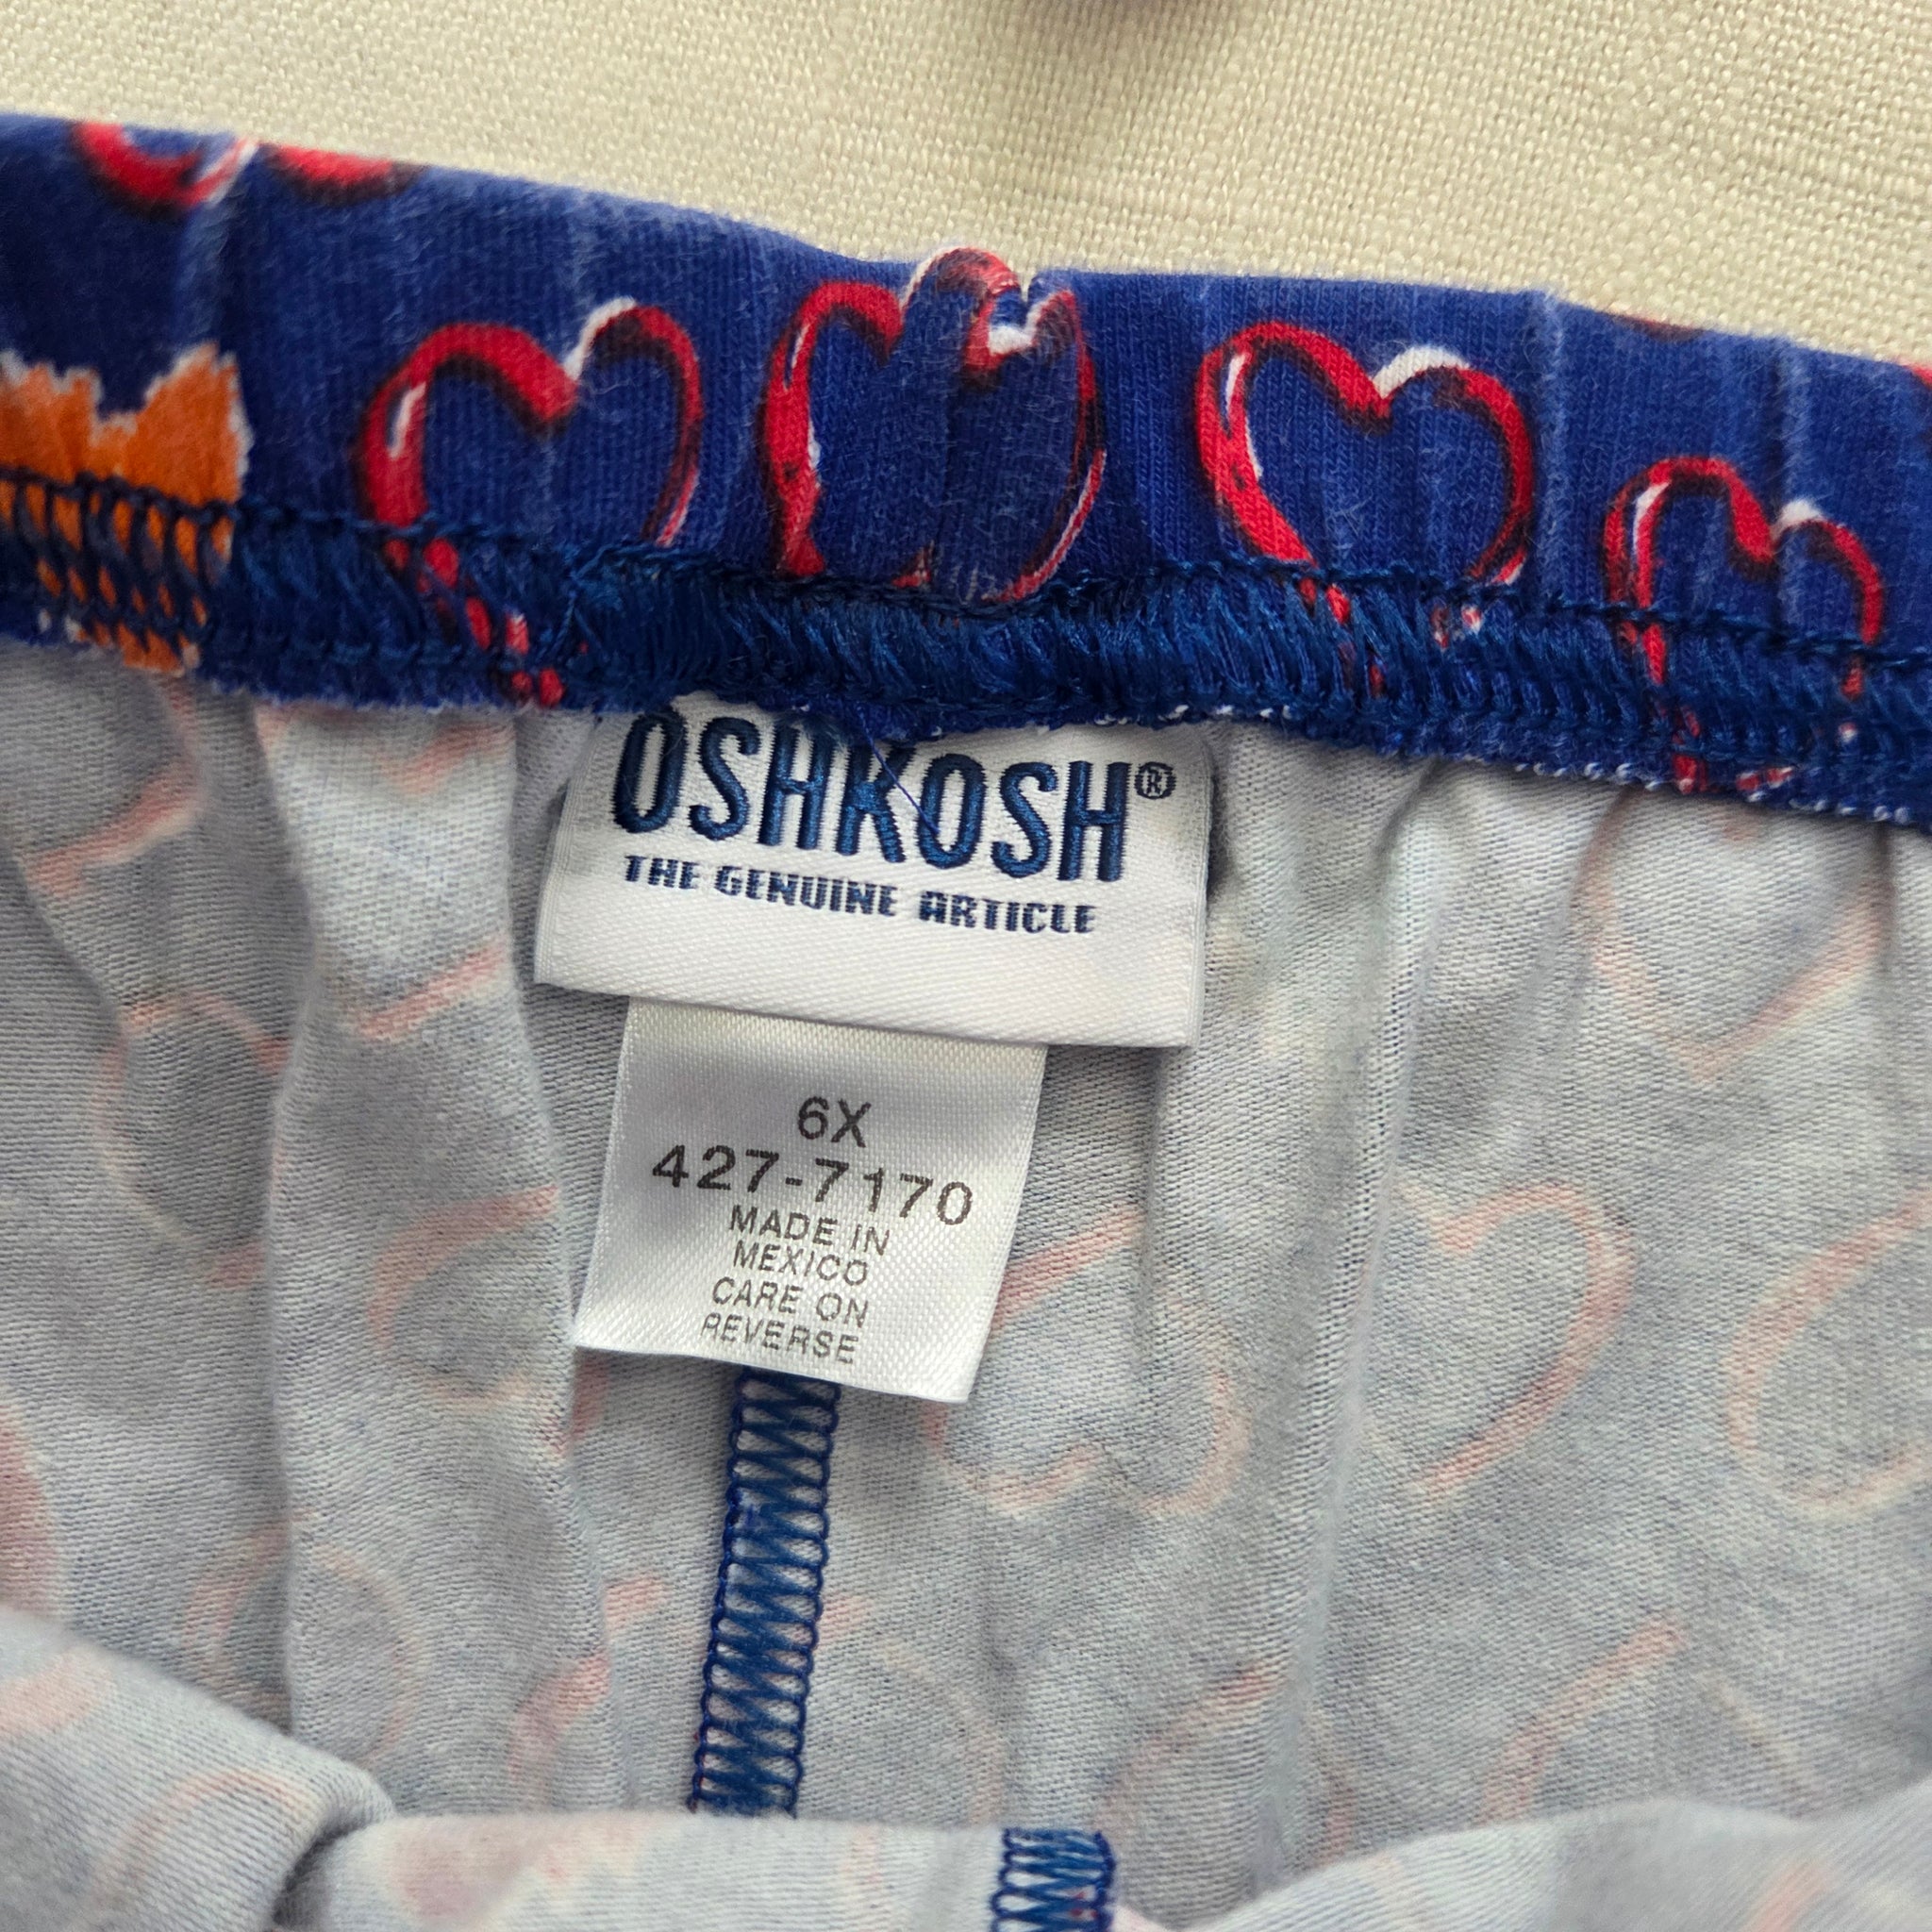 OSHKOSH®
THE GENUINE ARTICLE
6X
427-7170
MADE IN
MEXICO
CARE ON
REVERSE